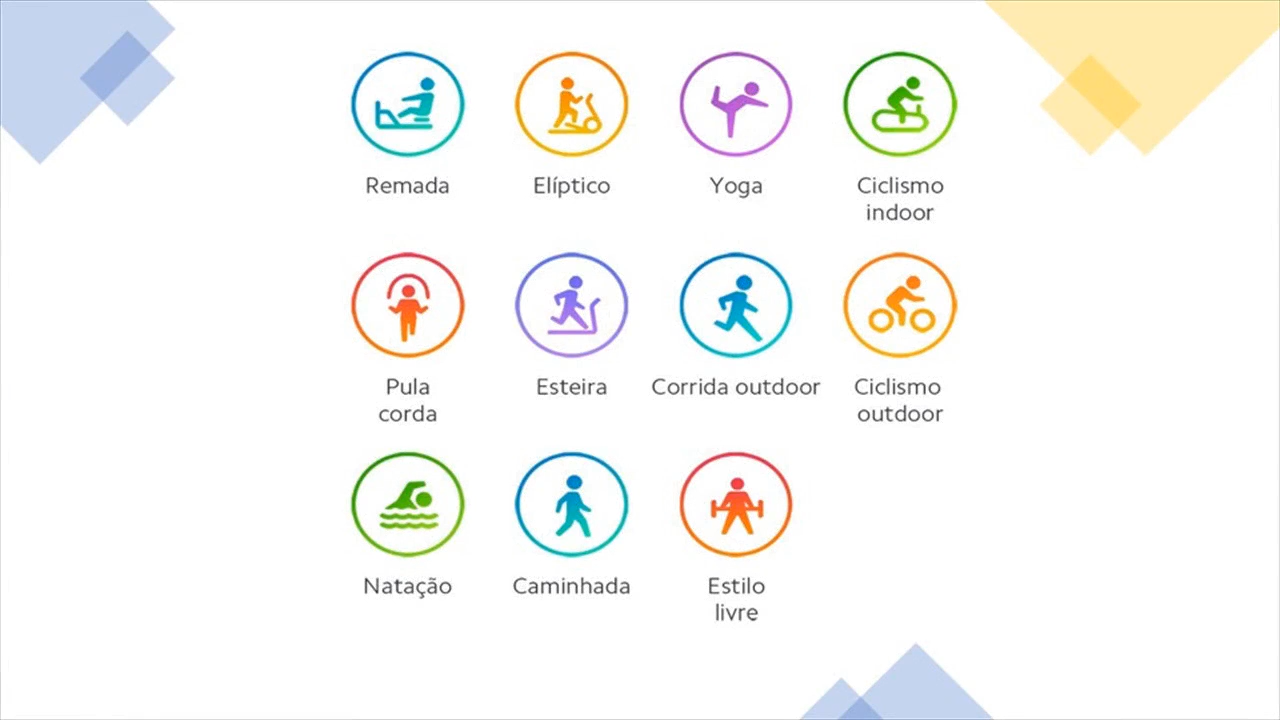 Remada
Elíptico
Yoga
Ciclismo
indoor
Pula
corda
Esteira
Corrida outdoor
Ciclismo
outdoor
Natação
Caminhada
Estilo
livre